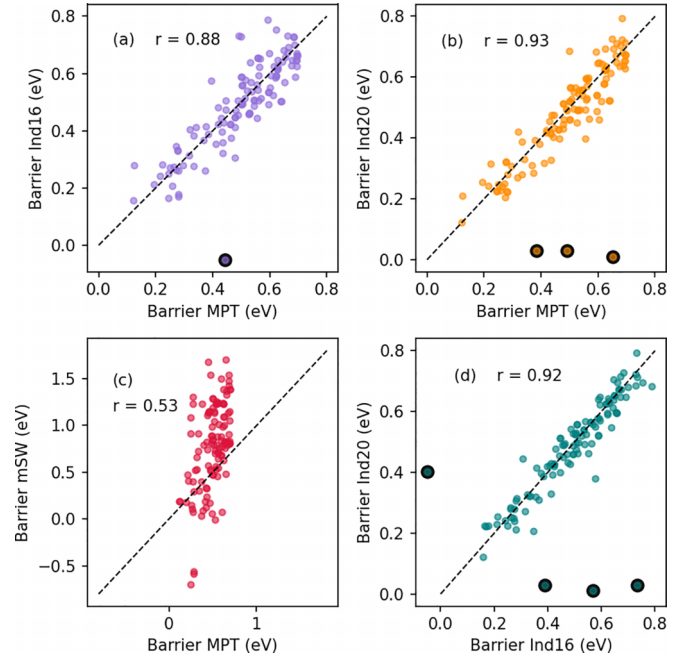 (a) r = 0.88
Barrier Ind16 (eV)
0.8
0.6
0.4
0.2
0.0
0.0 0.2 0.4 0.6 0.8
Barrier MPT (eV)
(b) r = 0.93
Barrier Ind20 (eV)
0.8
0.6
0.4
0.2
0.0
0.0 0.2 0.4 0.6 0.8
Barrier MPT (eV)
(c)
r = 0.53
Barrier mSW (eV)
1.5
1.0
0.5
0.0
−0.5
0 1
Barrier MPT (eV)
(d) r = 0.92
Barrier Ind20 (eV)
0.8
0.6
0.4
0.2
0.0
0.0 0.2 0.4 0.6 0.8
Barrier Ind16 (eV)